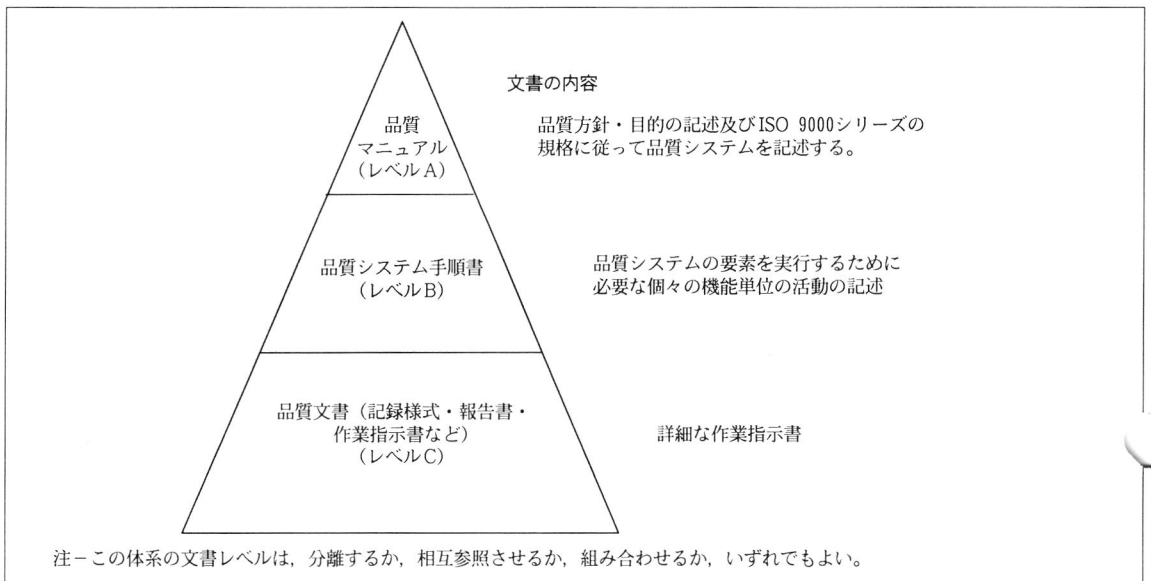 文書の内容
品質
マニュアル
(レベルA)
品質方針・目的の記述及びISO 9000シリーズの
規格に従って品質システムを記述する。
品質システム手順書
(レベルB)
品質システムの要素を実行するために
必要な個々の機能単位の活動の記述
品質文書(記録様式・報告書・
作業指示書など)
(レベルC)
詳細な作業指示書
注-この体系の文書レベルは,分離するか,相互参照させるか,組み合わせるか,いずれでもよい。